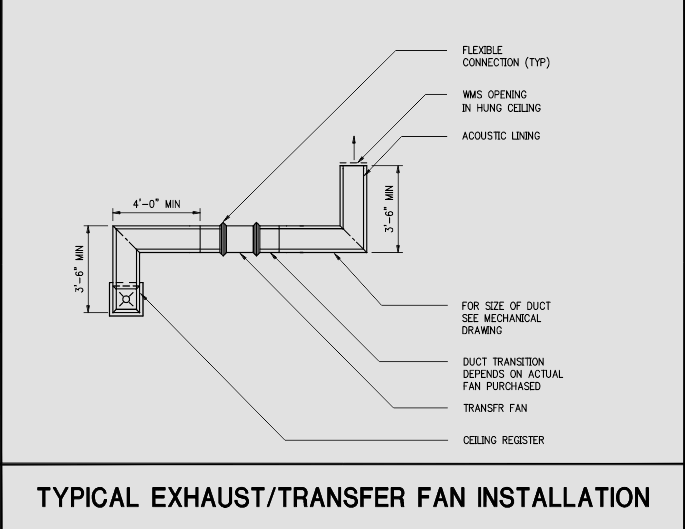 FLEXIBLE
CONNECTION (TYP)
WMS OPENING
IN HUNG CEILING
ACOUSTIC LINING
4'-0" MIN
3'-6" MIN
3'-6" MIN
FOR SIZE OF DUCT
SEE MECHANICAL
DRAWING
DUCT TRANSITION
DEPENDS ON ACTUAL
FAN PURCHASED
TRANSFR FAN
CEILING REGISTER
TYPICAL EXHAUST/TRANSFER FAN INSTALLATION